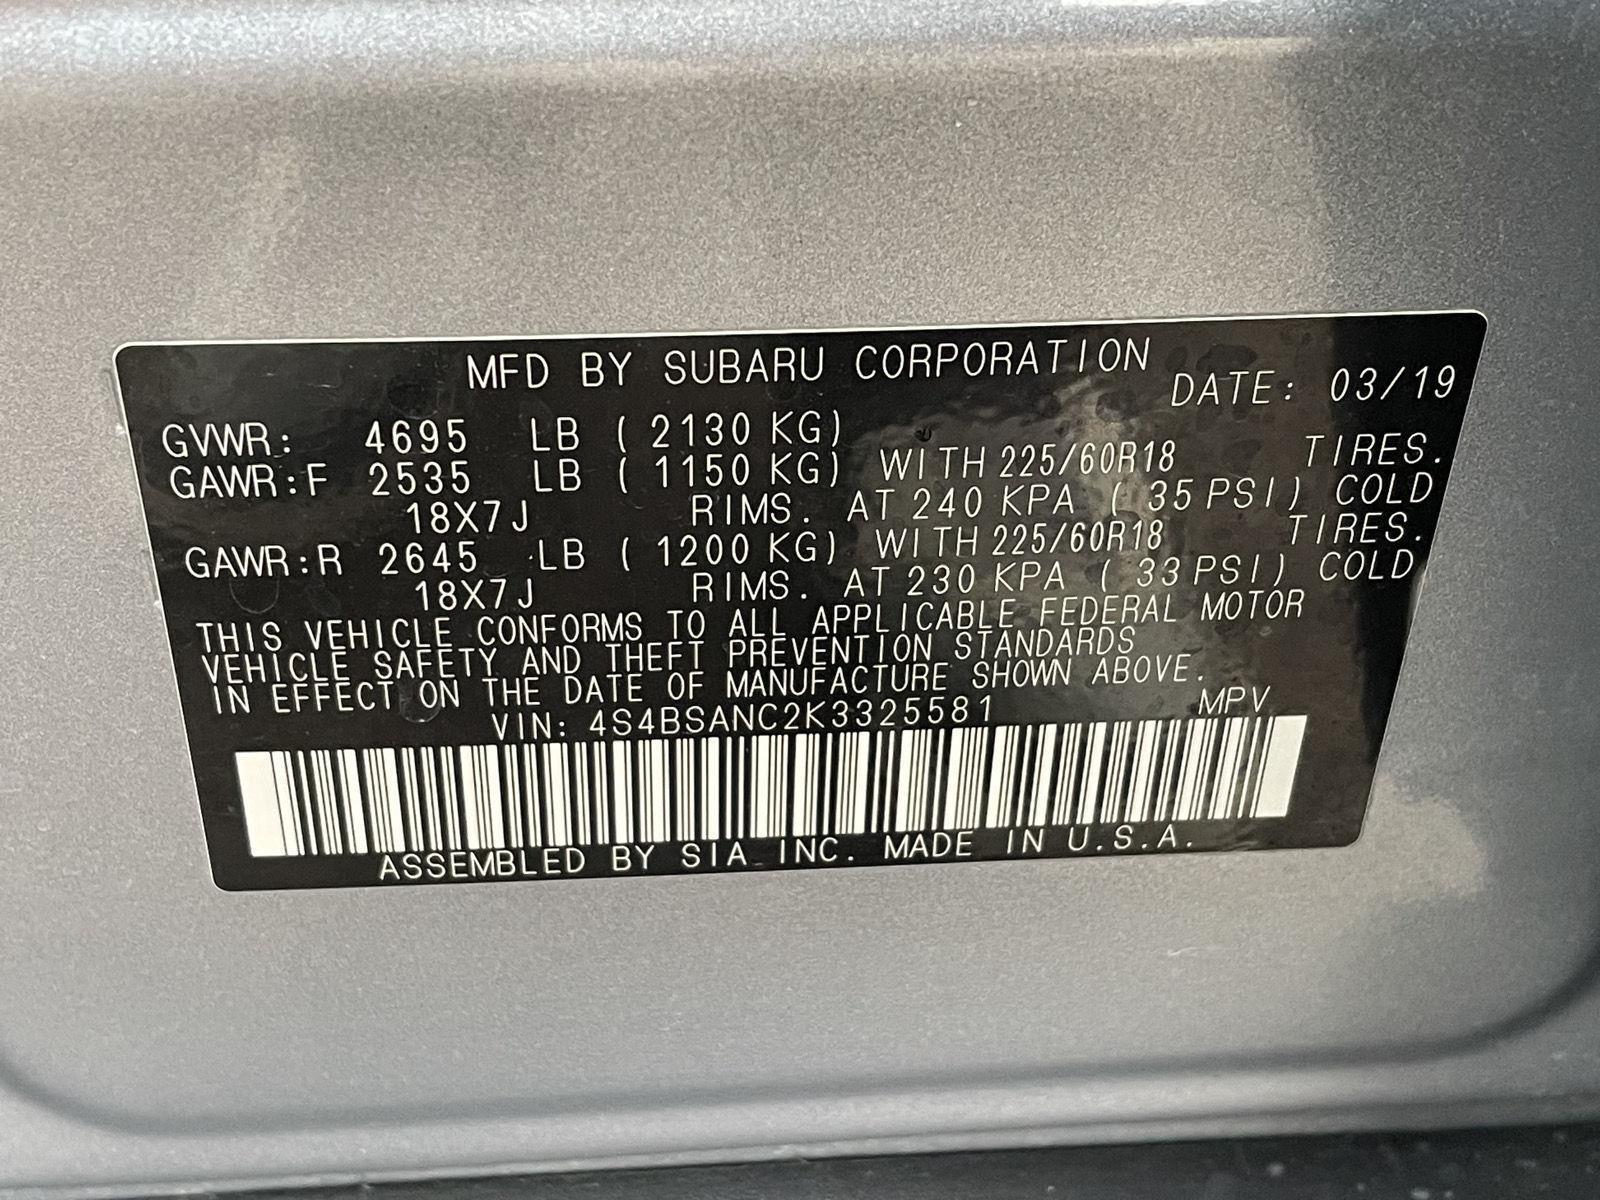 MFD BY SUBARU CORPORATION
DATE: 03/19
GVWR: 4695 LB ( 2130 KG)
GAWR:F 2535 LB ( 1150 KG) WITH 225/60R18 TIRES.
18X7J RIMS. AT 240 KPA ( 35 PSI) COLD
GAWR:R 2645 LB ( 1200 KG) WITH 225/60R18 TIRES.
18X7J RIMS. AT 230 KPA ( 33 PSI) COLD
THIS VEHICLE CONFORMS TO ALL APPLICABLE FEDERAL MOTOR
VEHICLE SAFETY AND THEFT PREVENTION STANDARDS
IN EFFECT ON THE DATE OF MANUFACTURE SHOWN ABOVE.
VIN: 4S4BSANC2K3325581 MPV
ASSEMBLED BY SIA INC. MADE IN U.S.A.